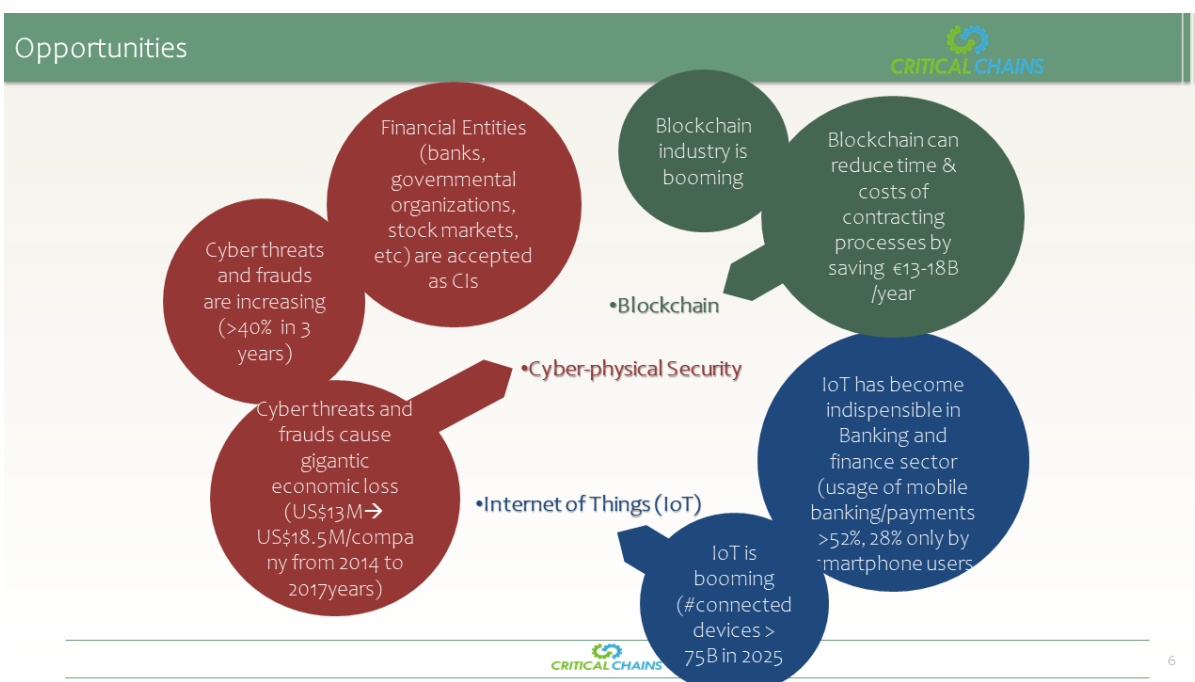 Opportunities
CRITICAL CHAINS
Financial Entities
(banks,
governmental
organizations,
stock markets,
etc) are accepted
as CIs
Cyber threats
and frauds
are increasing
(>40% in 3
years)
Cyber threats and
frauds cause
gigantic
economic loss
(US$13M→
US$18.5M/compa
ny from 2014 to
2017years)
•Cyber-physical Security
Blockchain
industry is
booming
Blockchain can
reduce time &
costs of
contracting
processes by
saving €13-18B
/year
•Blockchain
IoT has become
indispensible in
Banking and
finance sector
(usage of mobile
banking/payments
>52%, 28% only by
smartphone users
•Internet of Things (IoT)
IoT is
booming
(#connected
devices >
75B in 2025
CRITICAL CHAINS
6